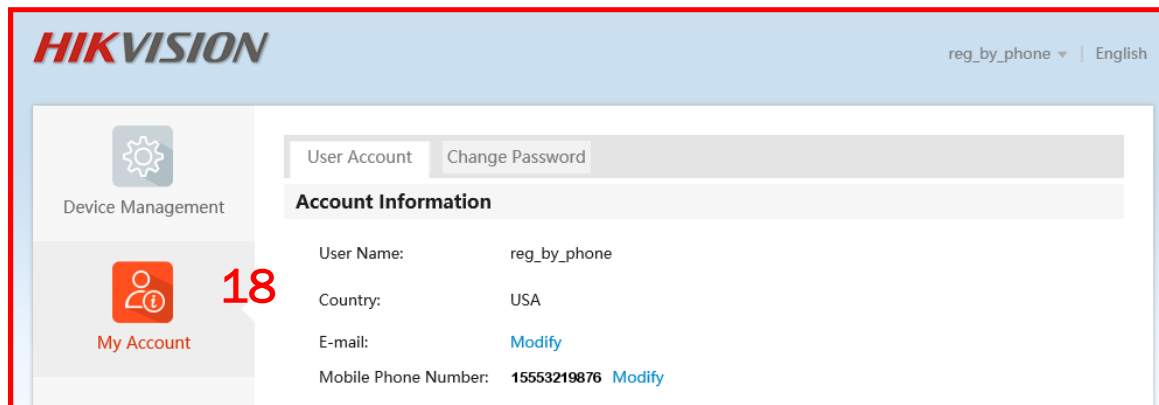 HIKVISION
reg_by_phone | English
Device Management
18
My Account
User Account Change Password
Account Information
User Name: reg_by_phone
Country: USA
E-mail: Modify
Mobile Phone Number: 15553219876 Modify